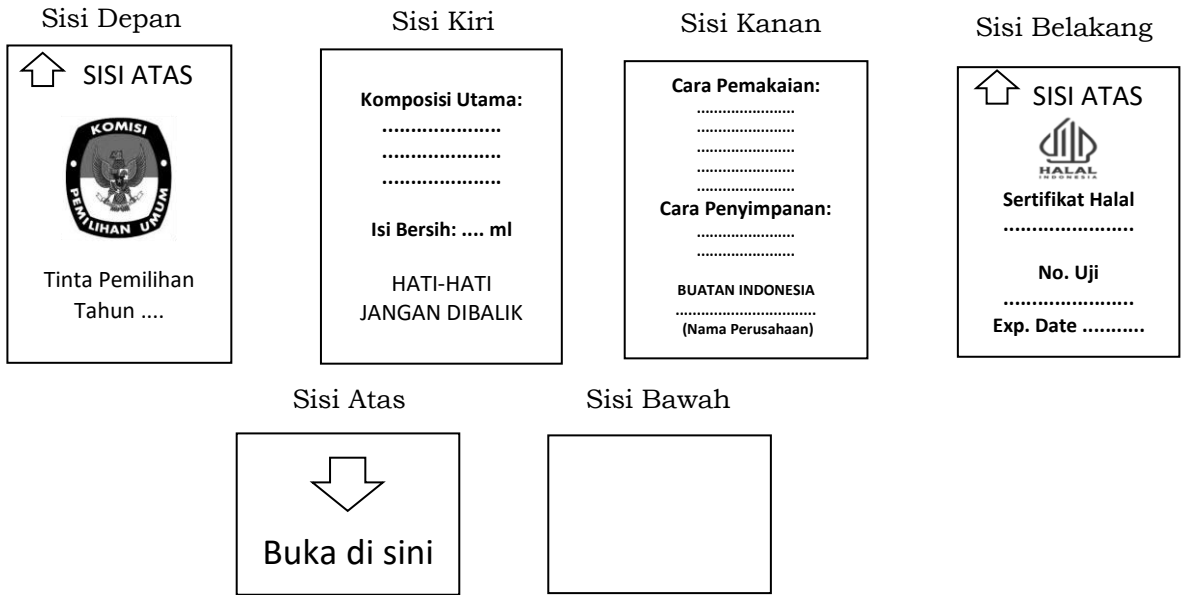 Sisi Depan
SISI ATAS
KOMISI
PEMILIHAN UMUM
Tinta Pemilihan
Tahun ....
Sisi Kiri
Komposisi Utama:
.....................
.....................
.....................
Isi Bersih: .... ml
HATI-HATI
JANGAN DIBALIK
Sisi Kanan
Cara Pemakaian:
.......................
.......................
.......................
.......................
.......................
Cara Penyimpanan:
.......................
.......................
BUATAN INDONESIA
.................................
(Nama Perusahaan)
Sisi Belakang
SISI ATAS
HALAL
INDONESIA
Sertifikat Halal
.......................
No. Uji
.......................
Exp. Date ...........
Sisi Atas
Buka di sini
Sisi Bawah